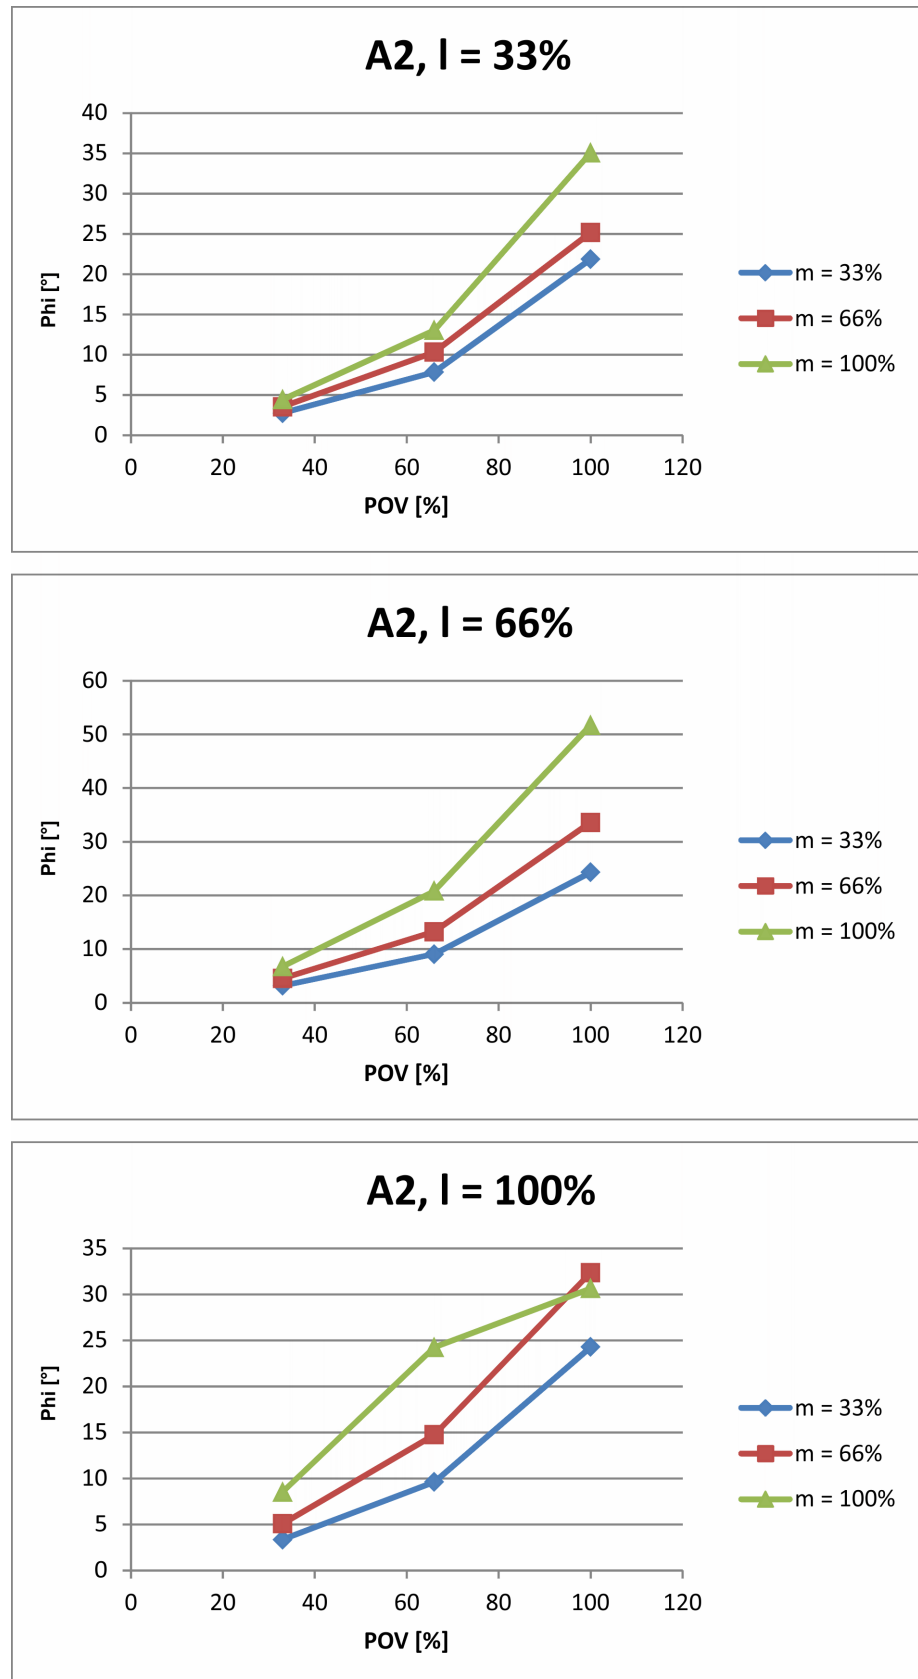 A2, l = 33%
40
35
30
25
20
15
10
5
0
Phi [°]
0 20 40 60 80 100 120
POV [%]
m = 33%
m = 66%
m = 100%
A2, l = 66%
60
50
40
30
20
10
0
Phi [°]
0 20 40 60 80 100 120
POV [%]
m = 33%
m = 66%
m = 100%
A2, l = 100%
35
30
25
20
15
10
5
0
Phi [°]
0 20 40 60 80 100 120
POV [%]
m = 33%
m = 66%
m = 100%